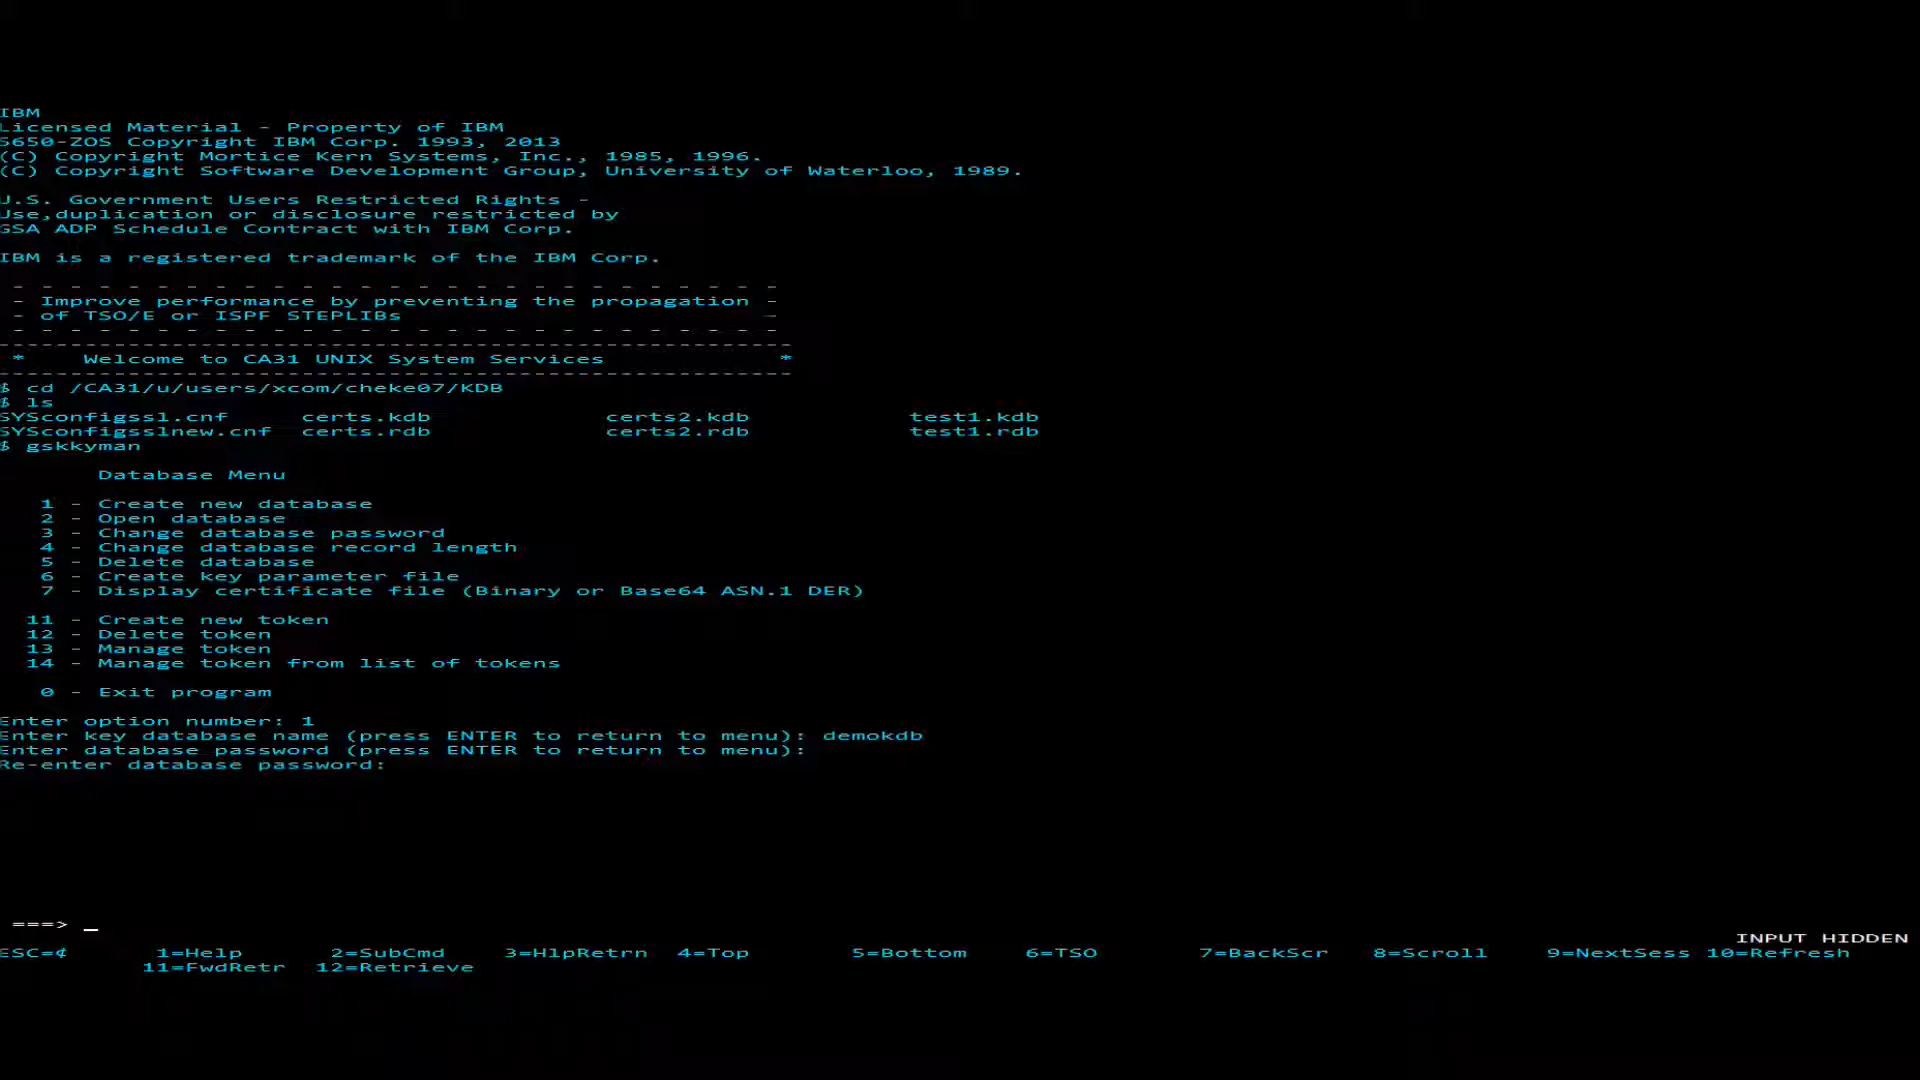 IBM
Licensed Material - Property of IBM
5650-ZOS Copyright IBM Corp. 1993, 2013
(C) Copyright Mortice Kern Systems, Inc., 1985, 1996.
(C) Copyright Software Development Group, University of Waterloo, 1989.
U.S. Government Users Restricted Rights -
Use,duplication or disclosure restricted by
GSA ADP Schedule Contract with IBM Corp.
IBM is a registered trademark of the IBM Corp.
- - - - - - - - - - - - - - - - - - - - - - - - - - -
- Improve performance by preventing the propagation -
- of TSO/E or ISPF STEPLIBs -
- - - - - - - - - - - - - - - - - - - - - - - - - - -
-------------------------------------------------------
* Welcome to CA31 UNIX System Services *
-------------------------------------------------------
$ cd /CA31/u/users/xcom/cheke07/KDB
$ ls
SYSconfigssl.cnf certs.kdb certs2.kdb test1.kdb
SYSconfigsslnew.cnf certs.rdb certs2.rdb test1.rdb
$ gskkyman
Database Menu
1 - Create new database
2 - Open database
3 - Change database password
4 - Change database record length
5 - Delete database
6 - Create key parameter file
7 - Display certificate file (Binary or Base64 ASN.1 DER)
11 - Create new token
12 - Delete token
13 - Manage token
14 - Manage token from list of tokens
0 - Exit program
Enter option number: 1
Enter key database name (press ENTER to return to menu): demokdb
Enter database password (press ENTER to return to menu):
Re-enter database password:
===> _
INPUT HIDDEN
ESC=¢ 1=Help 2=SubCmd 3=HlpRetrn 4=Top 5=Bottom 6=TSO 7=BackScr 8=Scroll 9=NextSess 10=Refresh
11=FwdRetr 12=Retrieve